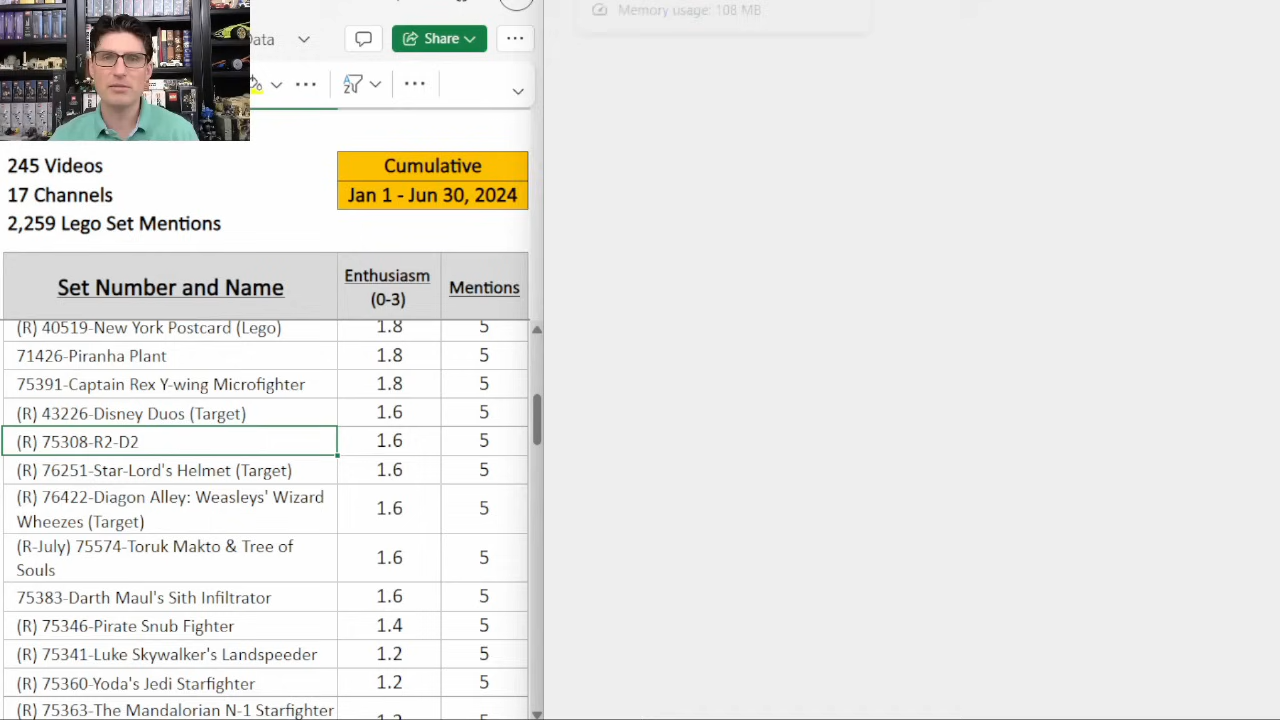 Memory usage: 108 MB
Data
Share
245 Videos
17 Channels
2,259 Lego Set Mentions
Cumulative
Jan 1 - Jun 30, 2024
Set Number and Name
Enthusiasm
(0-3)
Mentions
(R) 40519-New York Postcard (Lego) 1.8 5
71426-Piranha Plant 1.8 5
75391-Captain Rex Y-wing Microfighter 1.8 5
(R) 43226-Disney Duos (Target) 1.6 5
(R) 75308-R2-D2 1.6 5
(R) 76251-Star-Lord's Helmet (Target) 1.6 5
(R) 76422-Diagon Alley: Weasleys' Wizard
Wheezes (Target) 1.6 5
(R-July) 75574-Toruk Makto & Tree of
Souls 1.6 5
75383-Darth Maul's Sith Infiltrator 1.6 5
(R) 75346-Pirate Snub Fighter 1.4 5
(R) 75341-Luke Skywalker's Landspeeder 1.2 5
(R) 75360-Yoda's Jedi Starfighter 1.2 5
(R) 75363-The Mandalorian N-1 Starfighter